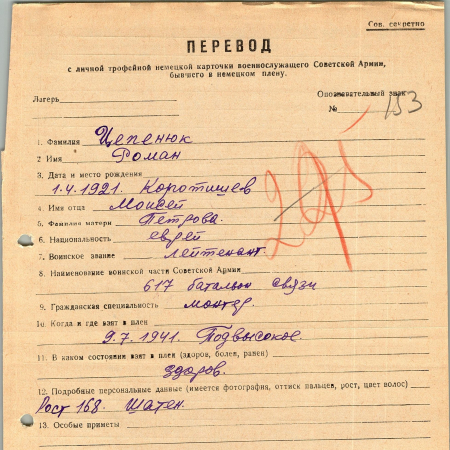 Сов. секретно
ПЕРЕВОД
с личной трофейной немецкой карточки военнослужащего Советской Армии,
бывшего в немецком плену.
Лагерь
Опознавательный знак
№ 153
1. Фамилия Цепенюк
2 Имя Роман
3. Дата и место рождения
1.4.1921. Коротищев
4. Имя отца Моисей
5. Фамилия матери Петрова.
6. Национальность еврей
7. Воинское звание лейтенант.
8. Наименование воинской части Советской Армии
617 батальон связи
9. Гражданская специальность монтер.
10. Когда и где взят в плен
9.7.1941. Подвысокое.
11. В каком состоянии взят в плен (здоров, болен, ранен)
здоров.
12. Подробные персональные данные (имеется фотография, оттиск пальцев, рост, цвет волос)
Рост 168. Шатен.
13. Особые приметы